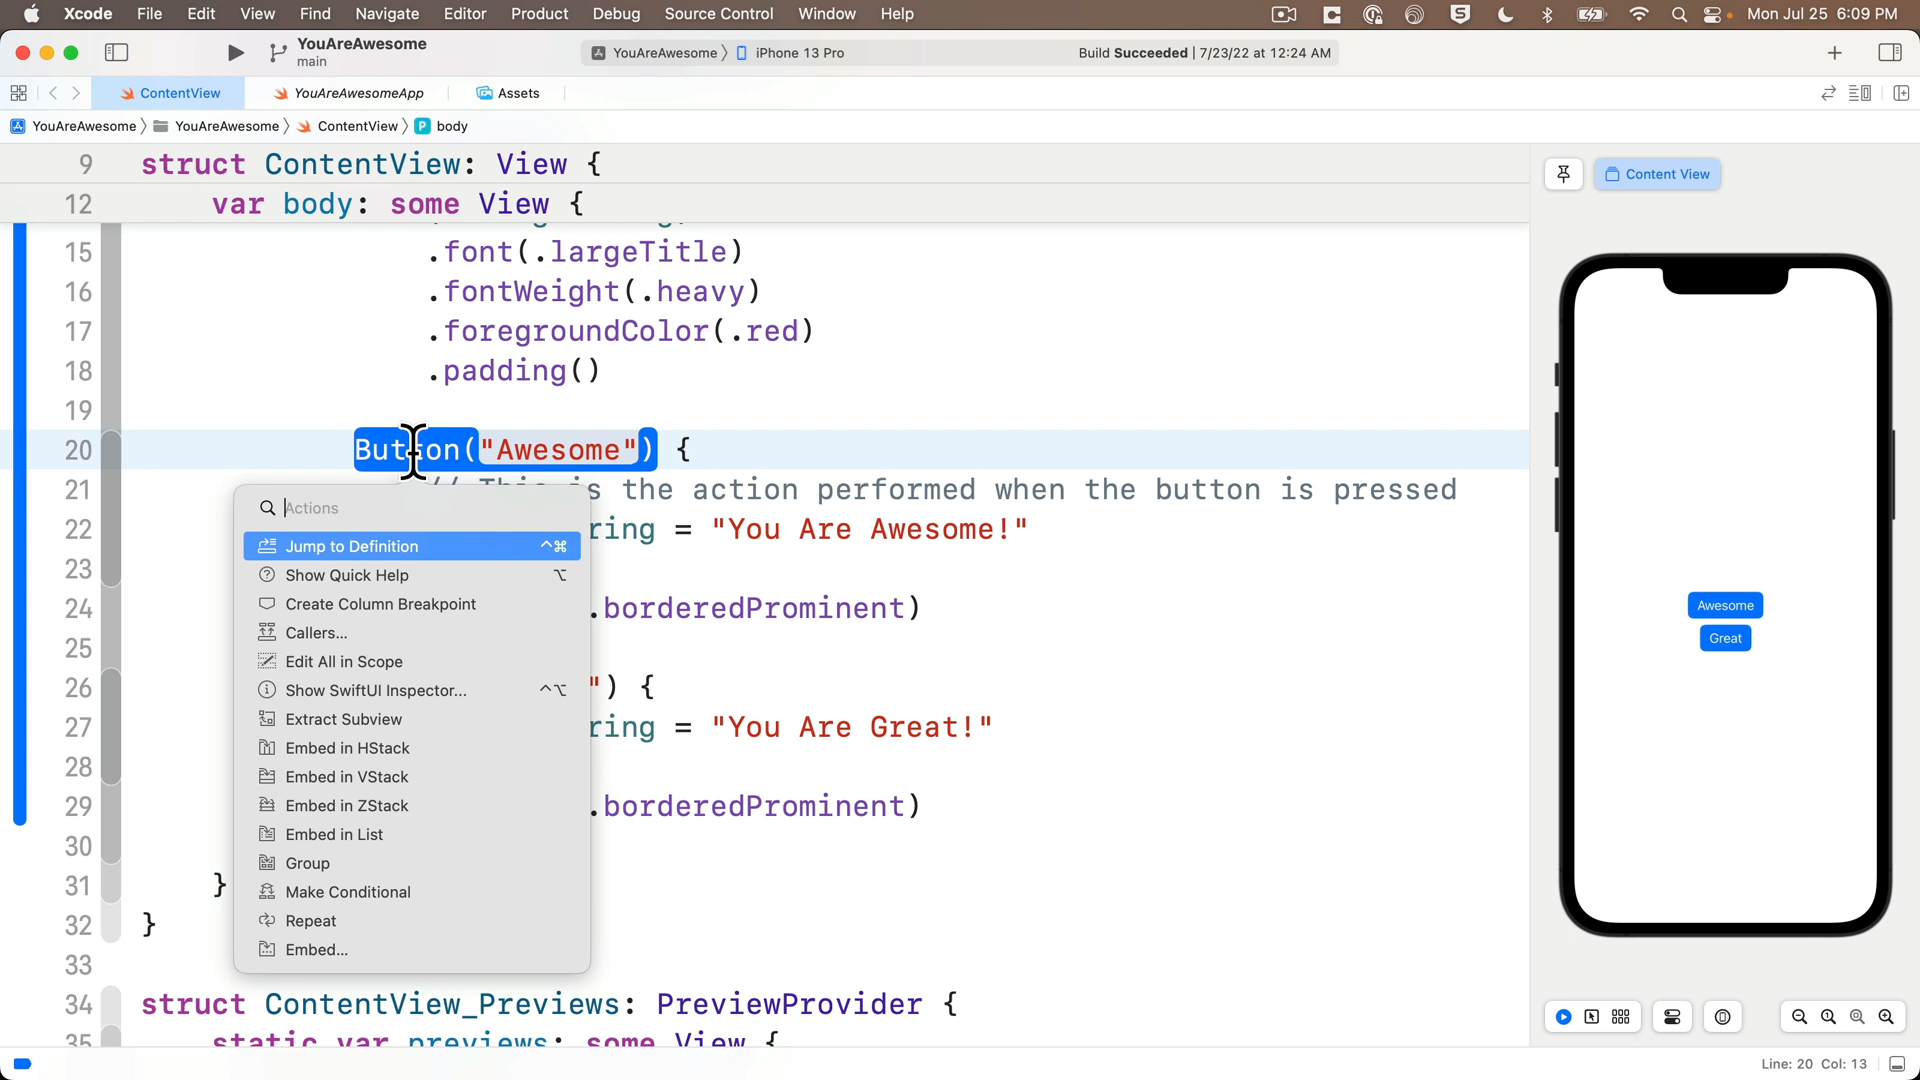 Xcode File Edit View Find Navigate Editor Product Debug Source Control Window Help Mon Jul 25 6:09 PM
YouAreAwesome
main
YouAreAwesome 〉 iPhone 13 Pro
Build Succeeded | 7/23/22 at 12:24 AM
ContentView YouAreAwesomeApp Assets
YouAreAwesome 〉 YouAreAwesome 〉 ContentView 〉 P body
9 struct ContentView: View {
12 var body: some View {
15 .font(.largeTitle)
16 .fontWeight(.heavy)
17 .foregroundColor(.red)
18 .padding()
19
20 Button("Awesome") {
21 // This is the action performed when the button is pressed
22 ring = "You Are Awesome!"
23
24 .borderedProminent)
25
26 ") {
27 ring = "You Are Great!"
28
29 .borderedProminent)
30
31 }
32 }
33
34 struct ContentView_Previews: PreviewProvider {
35 static var previews: some View {
Actions
Jump to Definition ^⌘
Show Quick Help ⌥
Create Column Breakpoint
Callers...
Edit All in Scope
Show SwiftUI Inspector... ^⌥
Extract Subview
Embed in HStack
Embed in VStack
Embed in ZStack
Embed in List
Group
Make Conditional
Repeat
Embed...
Content View
Awesome
Great
Line: 20 Col: 13